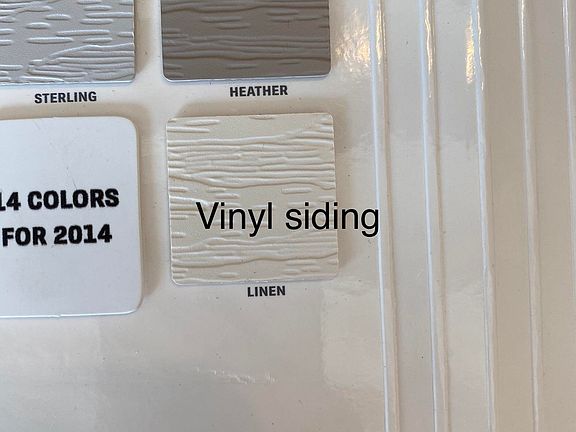 STERLING
HEATHER
14 COLORS
FOR 2014
Vinyl siding
LINEN